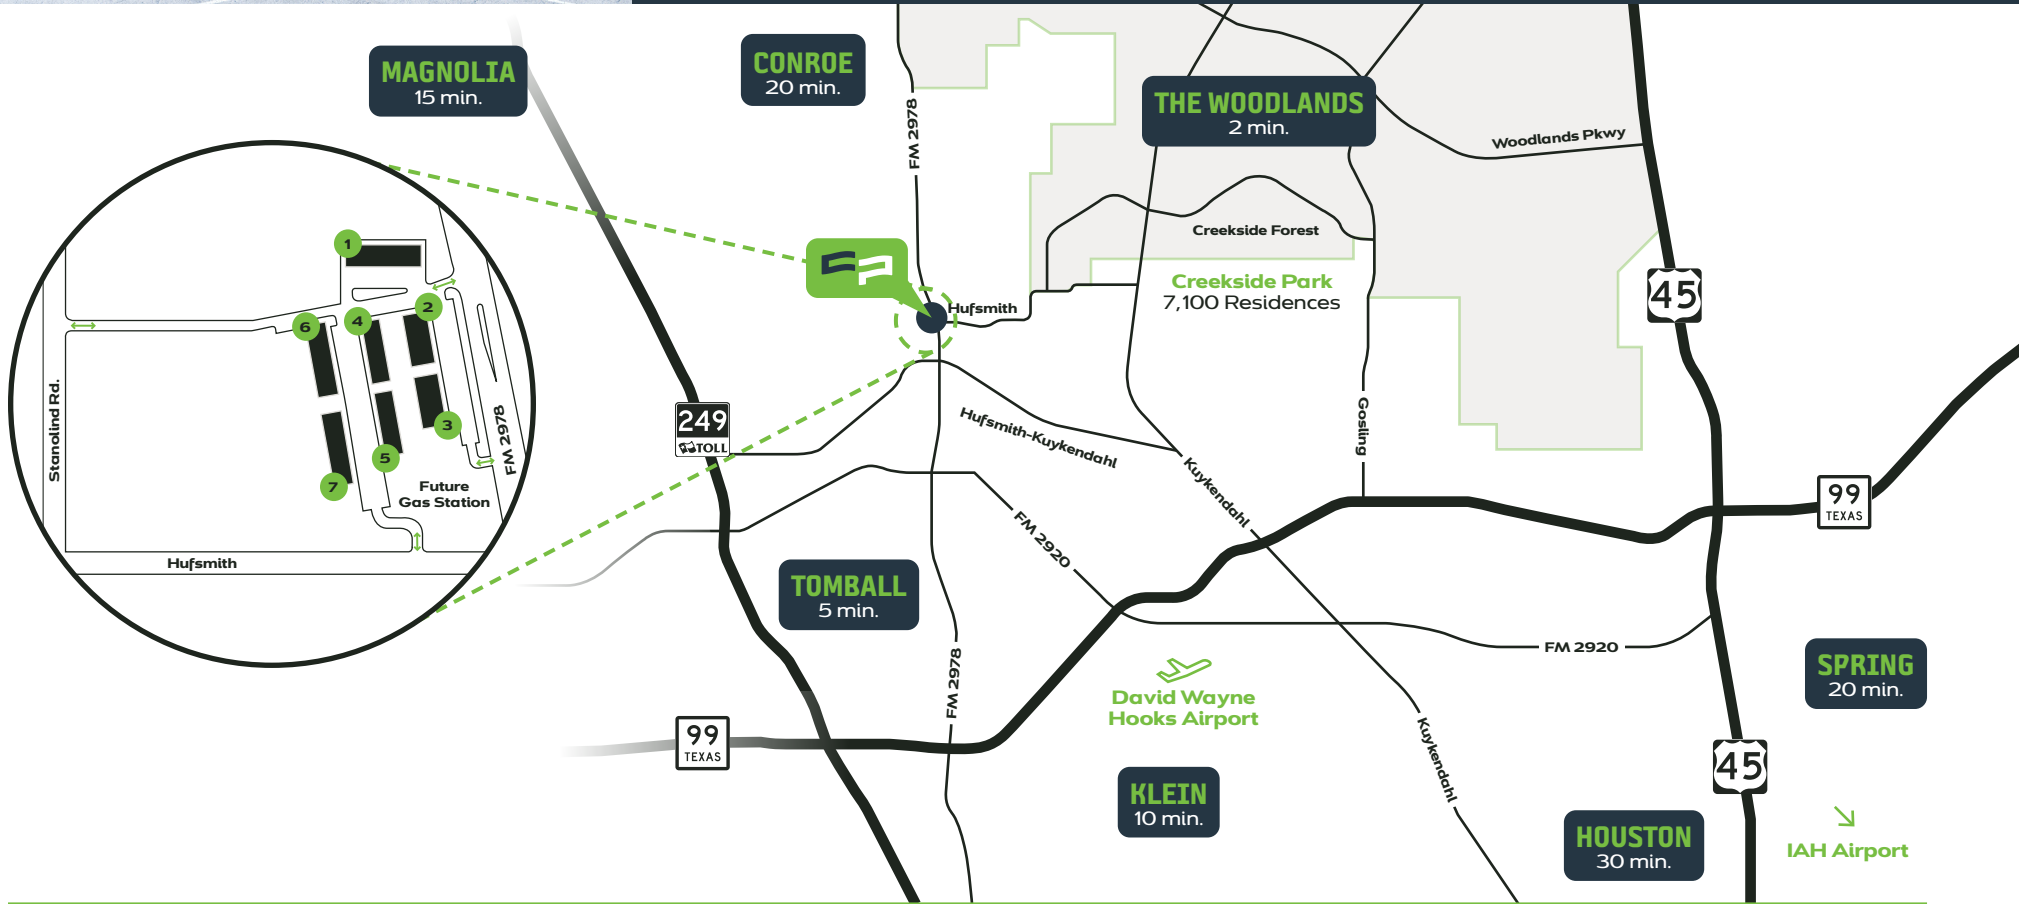 MAGNOLIA
15 min.
CONROE
20 min.
THE WOODLANDS
2 min.
FM 2978
Woodlands Pkwy
Creekside Forest
Creekside Park
7,100 Residences
Hufsmith
45
249
TOLL
Hufsmith-Kuykendahl
Kuykendahl
Gosling
99
TEXAS
FM 2920
TOMBALL
5 min.
FM 2978
FM 2920
David Wayne
Hooks Airport
SPRING
20 min.
99
TEXAS
Kuykendahl
45
KLEIN
10 min.
HOUSTON
30 min.
IAH Airport
1
2
3
4
5
6
7
Stanolind Rd.
FM 2978
Future
Gas Station
Hufsmith